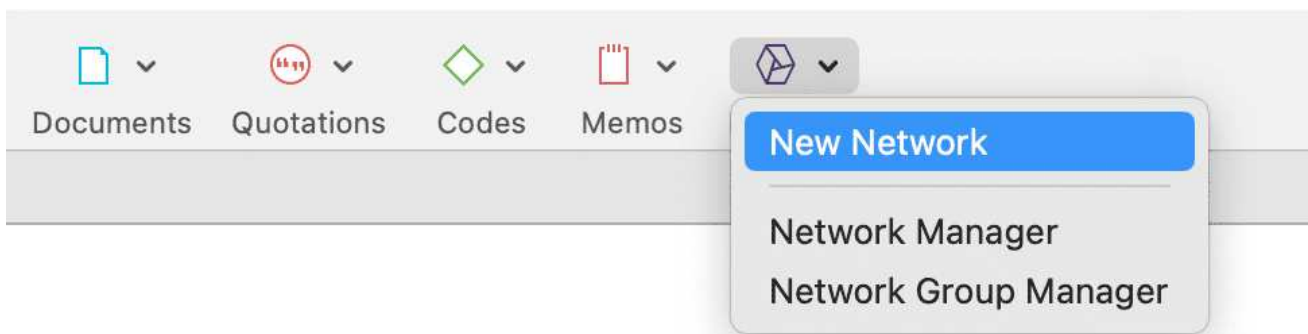 Documents Quotations Codes Memos
New Network
Network Manager
Network Group Manager